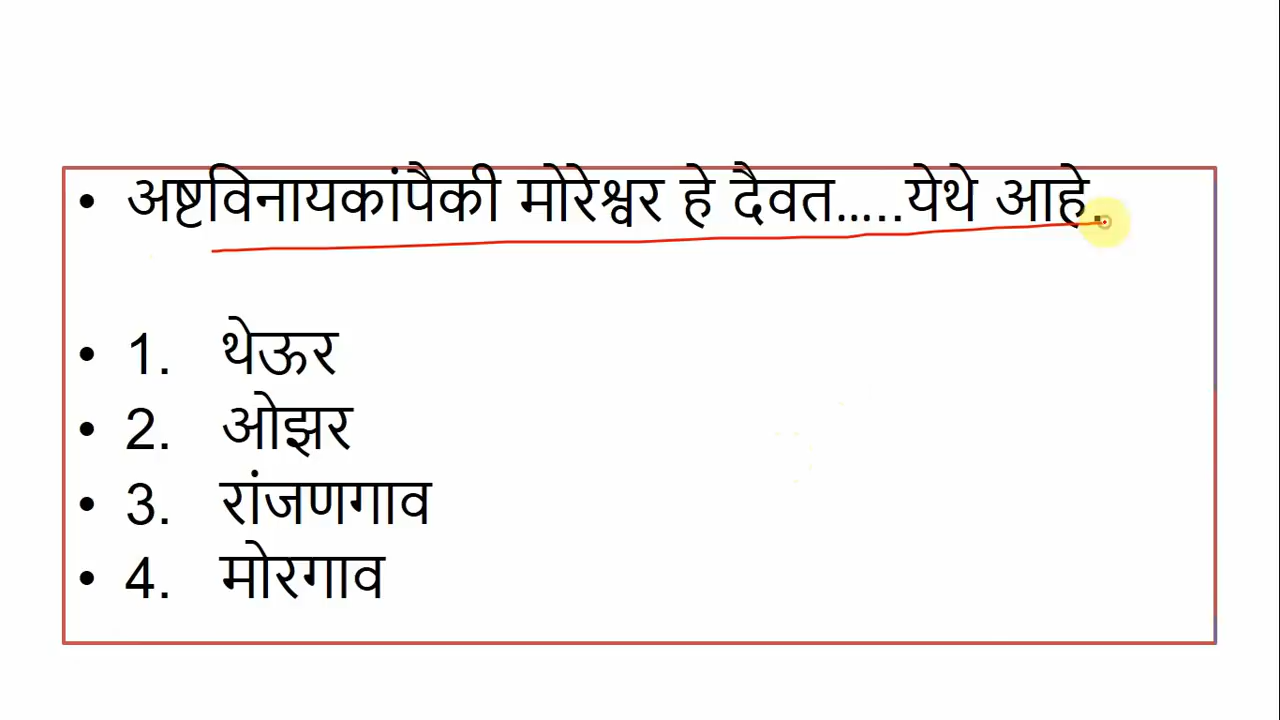 • अष्टविनायकांपैकी मोरेश्वर हे दैवत.....येथे आहे.
• 1. थेऊर
• 2. ओझर
• 3. रांजणगाव
• 4. मोरगाव